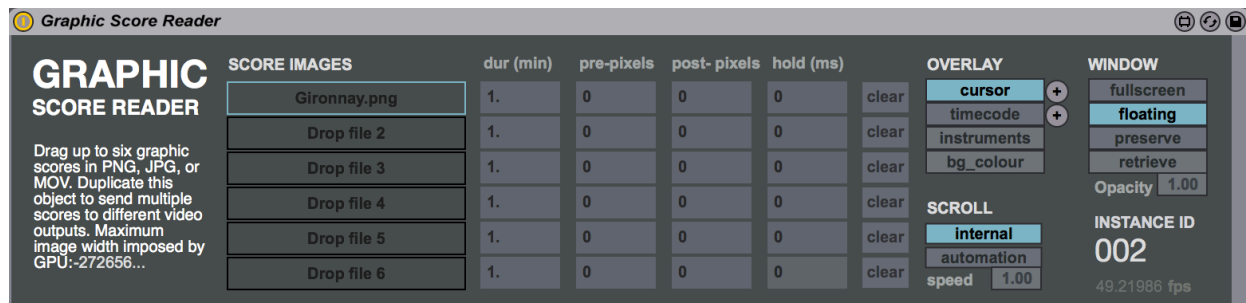 Graphic Score Reader
GRAPHIC
SCORE READER
Drag up to six graphic
scores in PNG, JPG, or
MOV. Duplicate this
object to send multiple
scores to different video
outputs. Maximum
image width imposed by
GPU:-272656...
SCORE IMAGES dur (min) pre-pixels post- pixels hold (ms)
Gironnay.png 1. 0 0 0 clear
Drop file 2 1. 0 0 0 clear
Drop file 3 1. 0 0 0 clear
Drop file 4 1. 0 0 0 clear
Drop file 5 1. 0 0 0 clear
Drop file 6 1. 0 0 0 clear
OVERLAY
cursor +
timecode +
instruments
bg_colour
SCROLL
internal
automation
speed 1.00
WINDOW
fullscreen
floating
preserve
retrieve
Opacity 1.00
INSTANCE ID
002
49.21986 fps